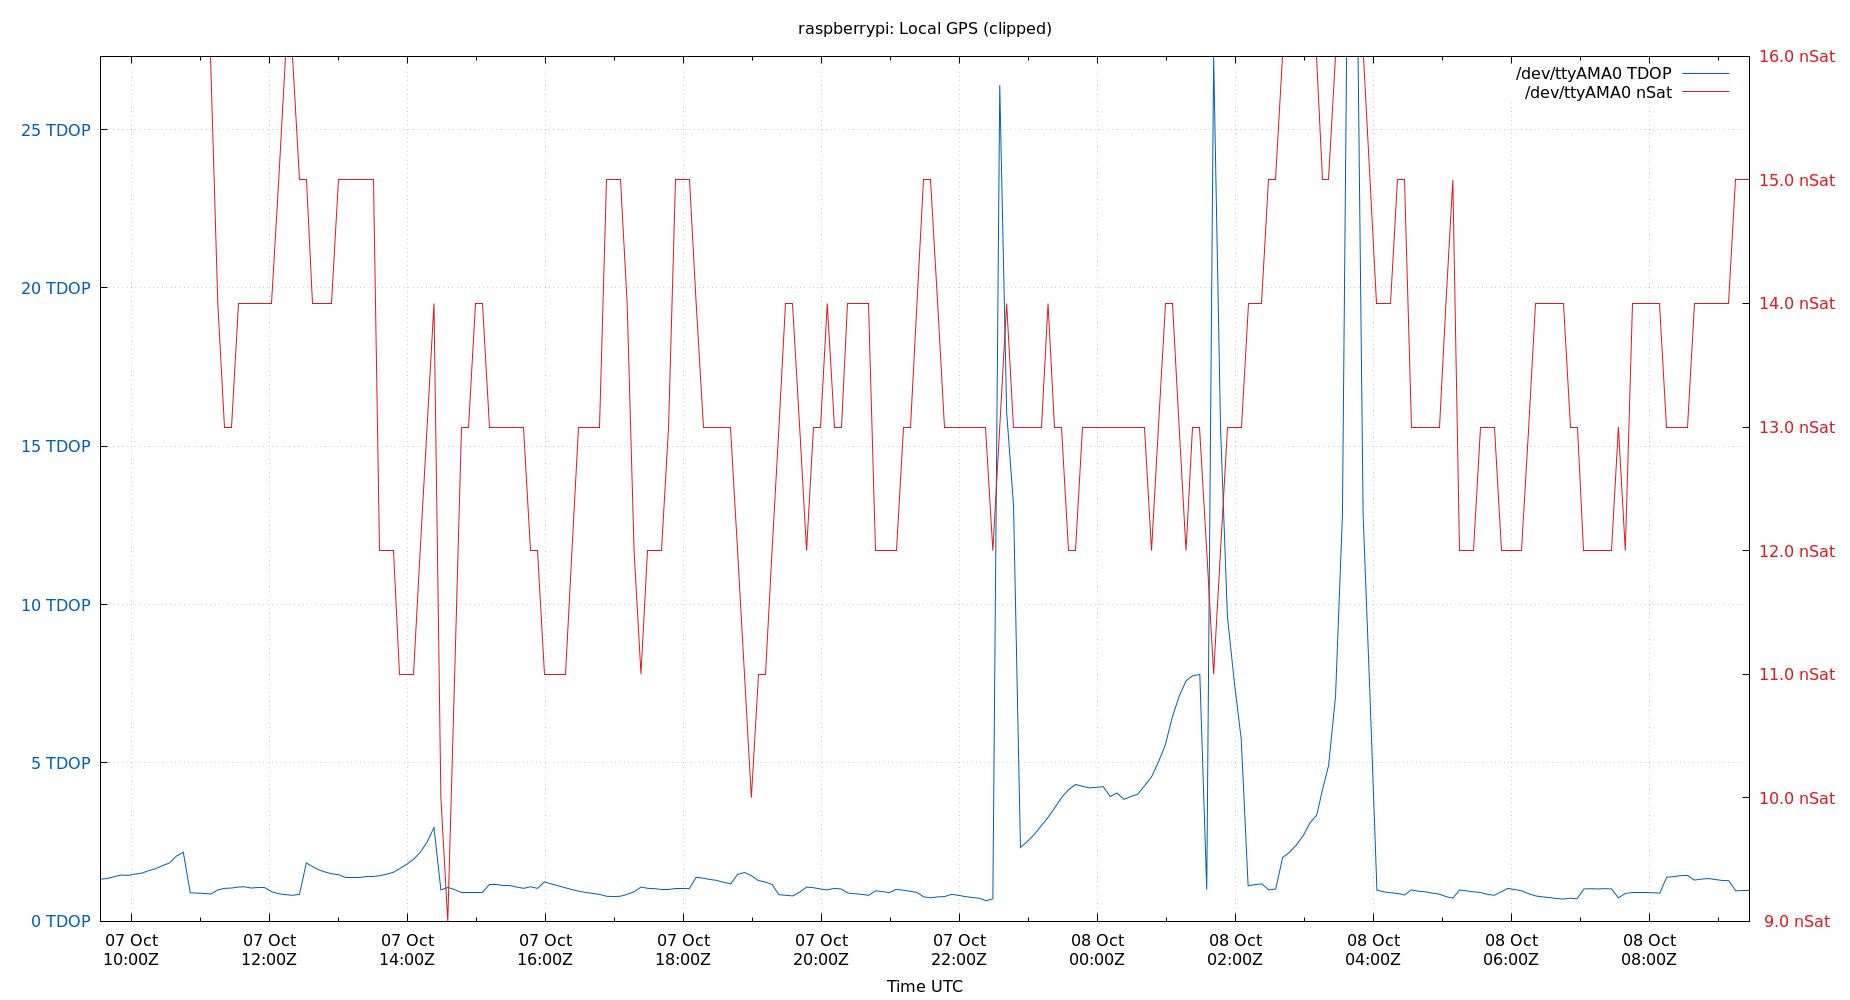 raspberrypi: Local GPS (clipped)
/dev/ttyAMA0 TDOP
/dev/ttyAMA0 nSat
25 TDOP
20 TDOP
15 TDOP
10 TDOP
5 TDOP
0 TDOP
16.0 nSat
15.0 nSat
14.0 nSat
13.0 nSat
12.0 nSat
11.0 nSat
10.0 nSat
9.0 nSat
07 Oct
10:00Z
07 Oct
12:00Z
07 Oct
14:00Z
07 Oct
16:00Z
07 Oct
18:00Z
07 Oct
20:00Z
07 Oct
22:00Z
08 Oct
00:00Z
08 Oct
02:00Z
08 Oct
04:00Z
08 Oct
06:00Z
08 Oct
08:00Z
Time UTC